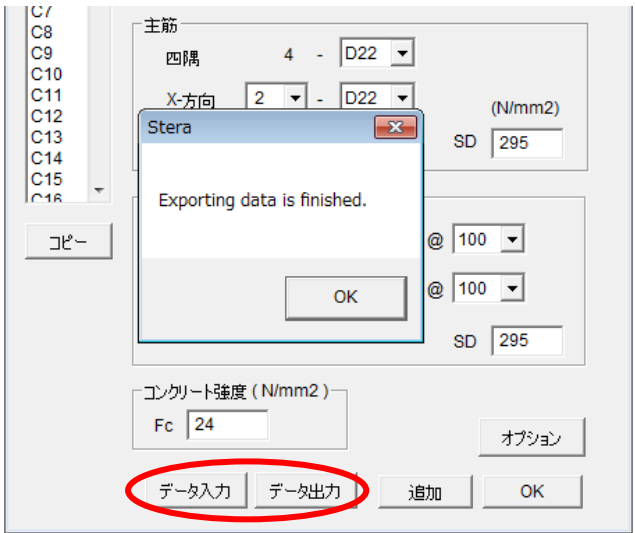 C7
C8
C9
C10
C11
C12
C13
C14
C15
C16
コピー
主筋
四隅 4 - D22
X-方向 2 - D22
(N/mm2)
SD 295
Stera
Exporting data is finished.
OK
@ 100
@ 100
SD 295
コンクリート強度 ( N/mm2 )
Fc 24
オプション
データ入力 データ出力 追加 OK